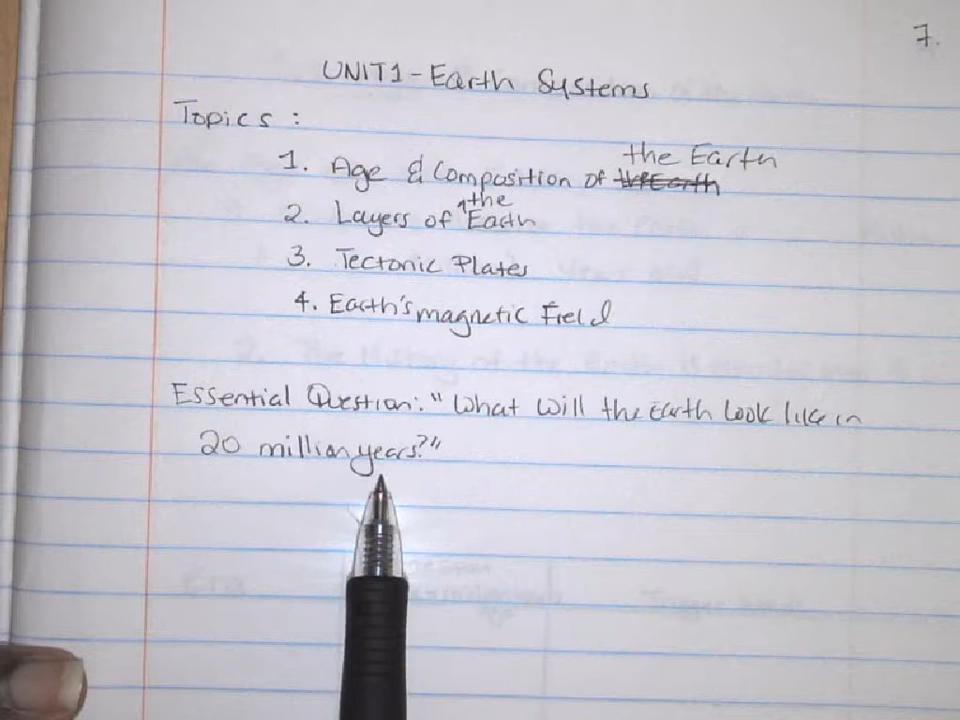 7.
UNIT1 - Earth Systems
Topics :
1. Age & Composition of the Earth
2. Layers of the Earth
3. Tectonic Plates
4. Earth's magnetic Field
Essential Question: "What will the Earth look like in
20 million years?"